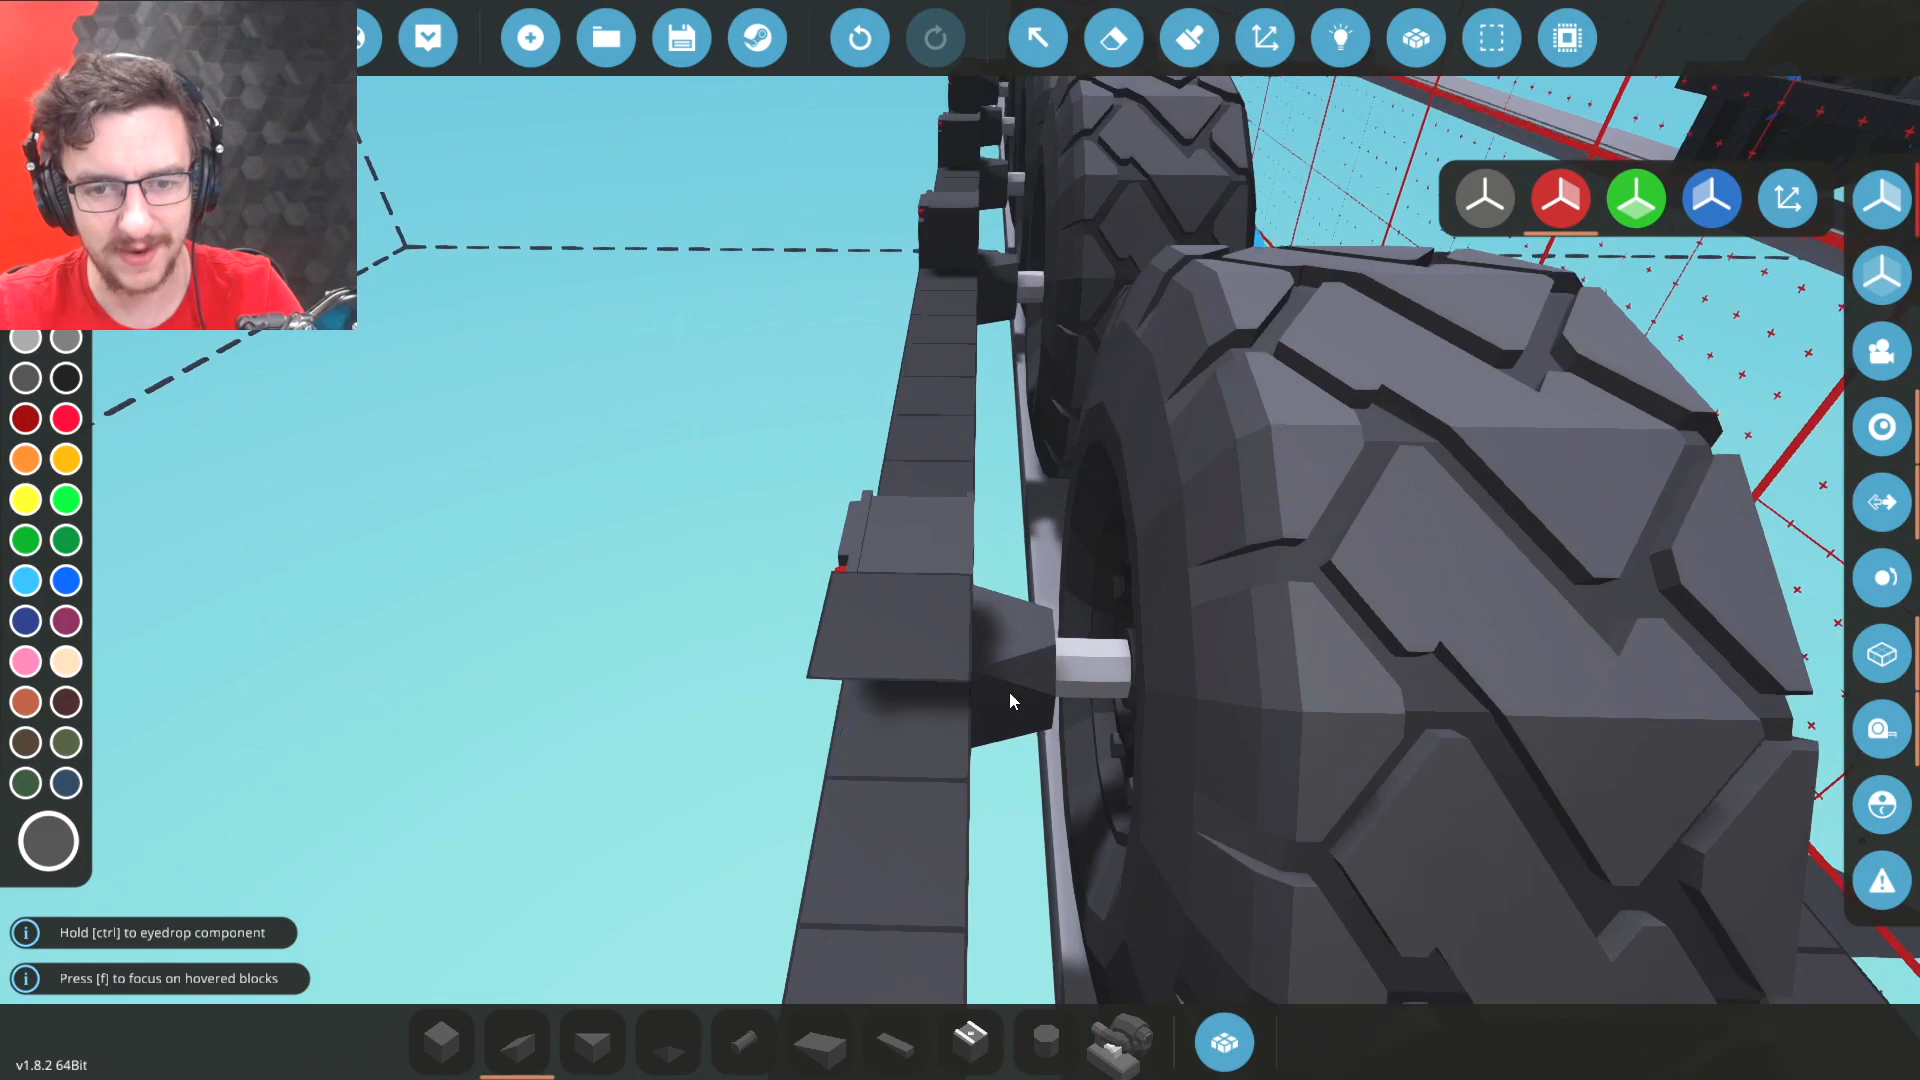 Hold [ctrl] to eyedrop component
Press [f] to focus on hovered blocks
v1.8.2 64Bit